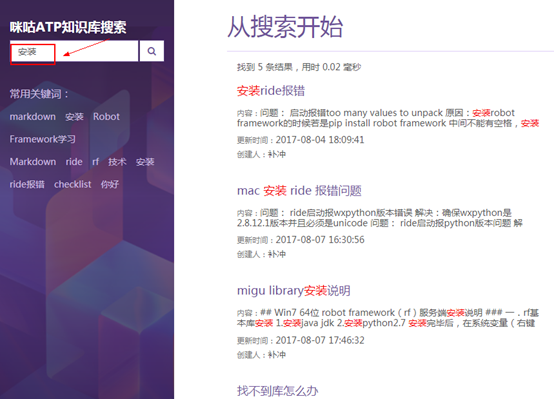 咪咕ATP知识库搜索
安装
常用关键词：
markdown 安装 Robot
Framework学习
Markdown ride rf 技术 安装
ride报错 checklist 你好
从搜索开始
找到 5 条结果，用时 0.02 毫秒
安装ride报错
内容：问题： 启动报错too many values to unpack 原因：安装robot
framework的时候若是pip install robot framework 中间不能有空格，安装
更新时间：2017-08-04 18:09:41
创建人：补冲
mac 安装 ride 报错问题
内容：问题： ride启动报wxpython版本错误 解决：确保wxpython是
2.8.12.1版本并且必须是unicode 问题： ride启动报python版本问题 解
更新时间：2017-08-07 16:30:56
创建人：补冲
migu library安装说明
内容：## Win7 64位 robot framework（rf）服务端安装说明 ### 一．rf基
本库安装 1.安装java jdk 2.安装python2.7 安装完毕后，在系统变量（右键
更新时间：2017-08-07 17:46:32
创建人：补冲
找不到库怎么办